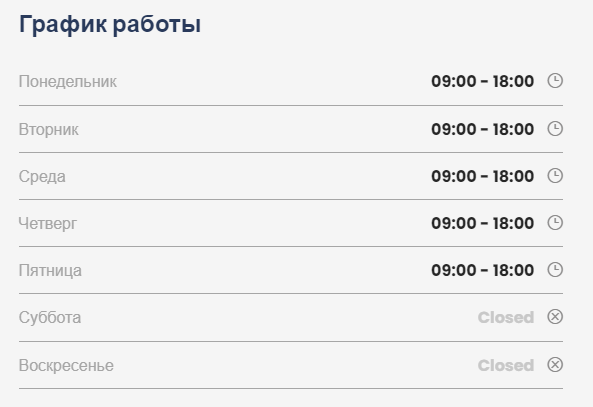 График работы
Понедельник 09:00 - 18:00
Вторник 09:00 - 18:00
Среда 09:00 - 18:00
Четверг 09:00 - 18:00
Пятница 09:00 - 18:00
Суббота Closed
Воскресенье Closed